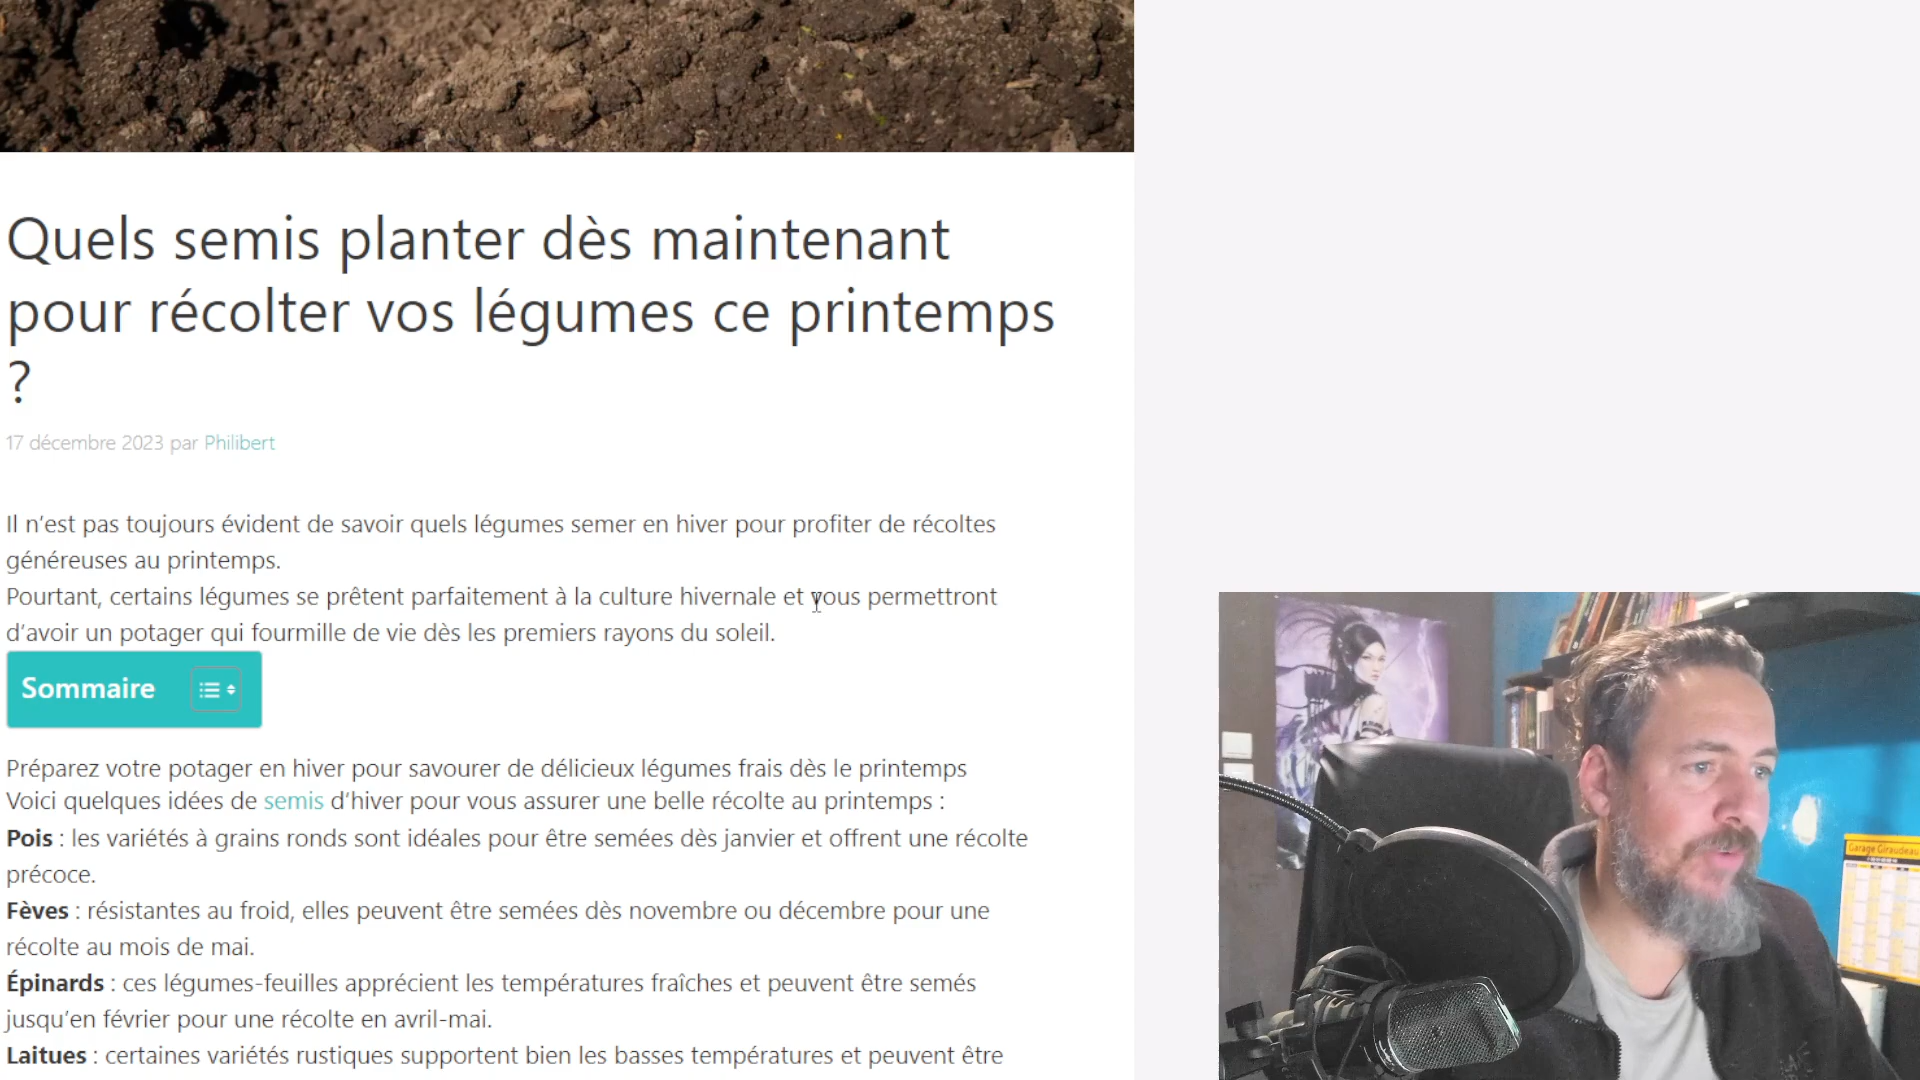 Quels semis planter dès maintenant
pour récolter vos légumes ce printemps
?
17 décembre 2023 par Philibert
Il n’est pas toujours évident de savoir quels légumes semer en hiver pour profiter de récoltes
généreuses au printemps.
Pourtant, certains légumes se prêtent parfaitement à la culture hivernale et vous permettront
d’avoir un potager qui fourmille de vie dès les premiers rayons du soleil.
Sommaire
Préparez votre potager en hiver pour savourer de délicieux légumes frais dès le printemps
Voici quelques idées de semis d’hiver pour vous assurer une belle récolte au printemps :
Pois : les variétés à grains ronds sont idéales pour être semées dès janvier et offrent une récolte
précoce.
Fèves : résistantes au froid, elles peuvent être semées dès novembre ou décembre pour une
récolte au mois de mai.
Épinards : ces légumes-feuilles apprécient les températures fraîches et peuvent être semés
jusqu’en février pour une récolte en avril-mai.
Laitues : certaines variétés rustiques supportent bien les basses températures et peuvent être
Garage Giraudeau